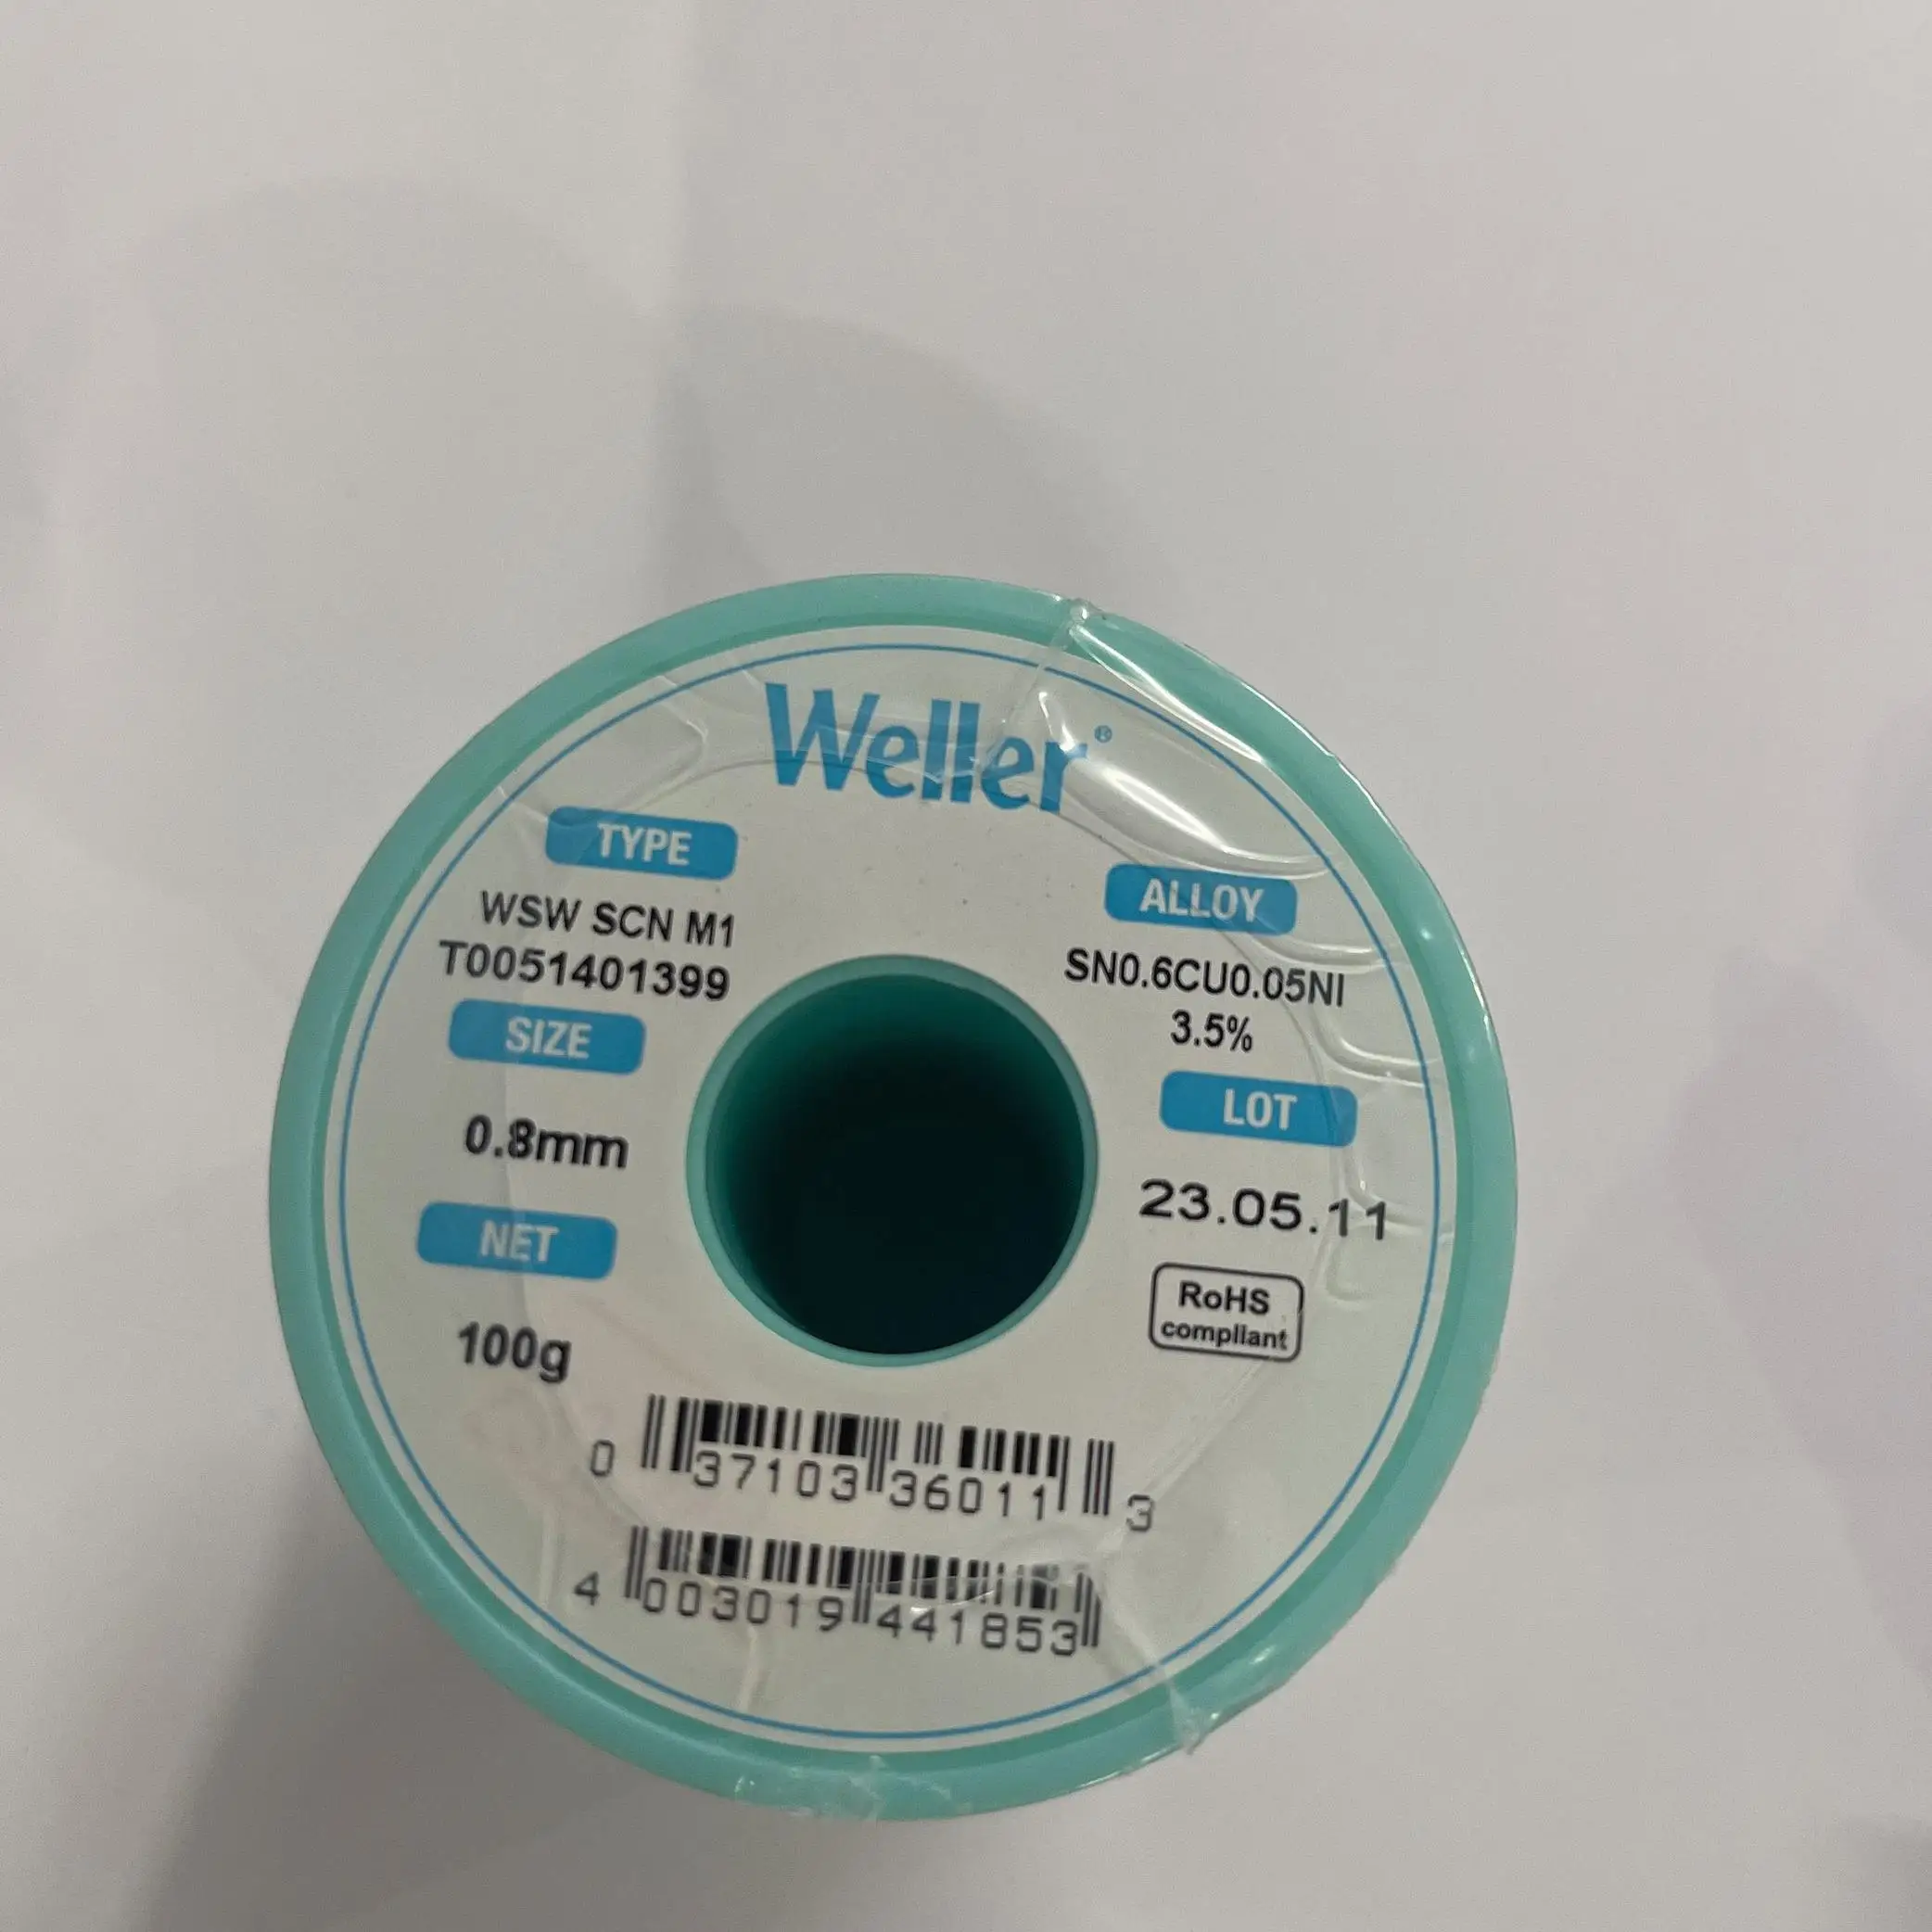 Weller®
TYPE
WSW SCN M1
T0051401399
SIZE
0.8mm
NET
100g
ALLOY
SN0.6CU0.05NI
3.5%
LOT
23.05.11
RoHS
compliant
0 37103 36011 3
4 003019 441853